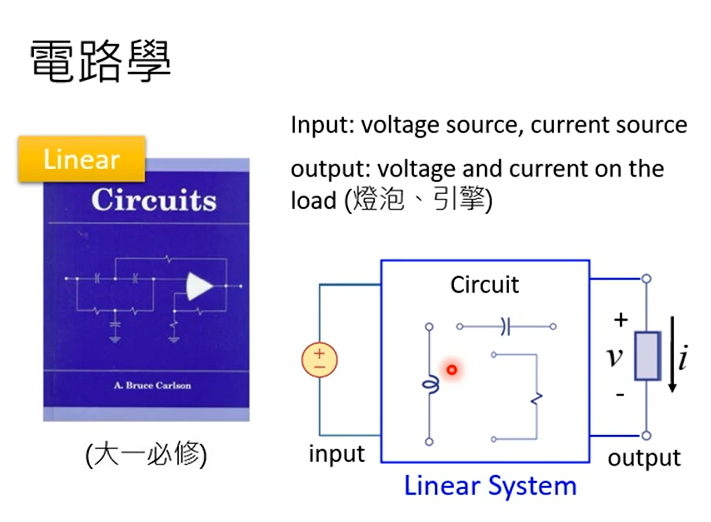 電路學
Linear
Circuits
A. Bruce Carlson
(大一必修)
Input: voltage source, current source
output: voltage and current on the
load (燈泡、引擎)
Circuit
+
−
input
+
v
-
i
output
Linear System